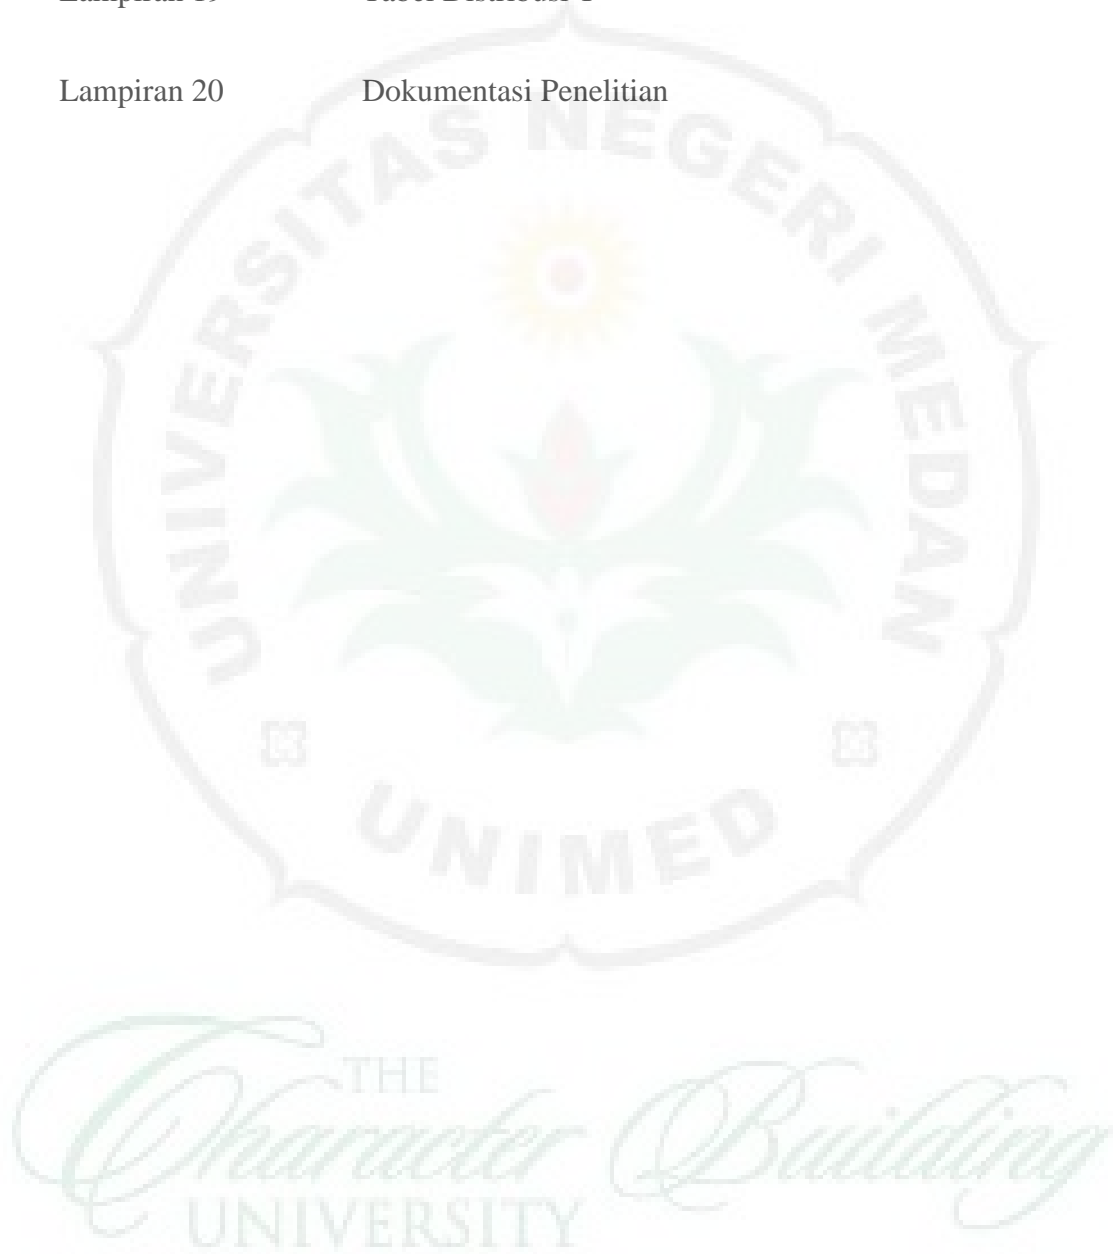 Lampiran 20 Dokumentasi Penelitian
UNIVERSITAS NEGERI MEDAN
UNIMED
THE
Character Building
UNIVERSITY